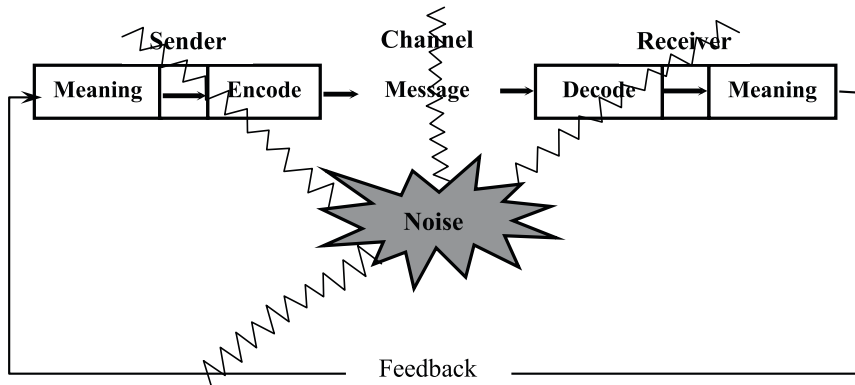 Sender Channel Receiver
Meaning Encode Message Decode Meaning
Noise
Feedback